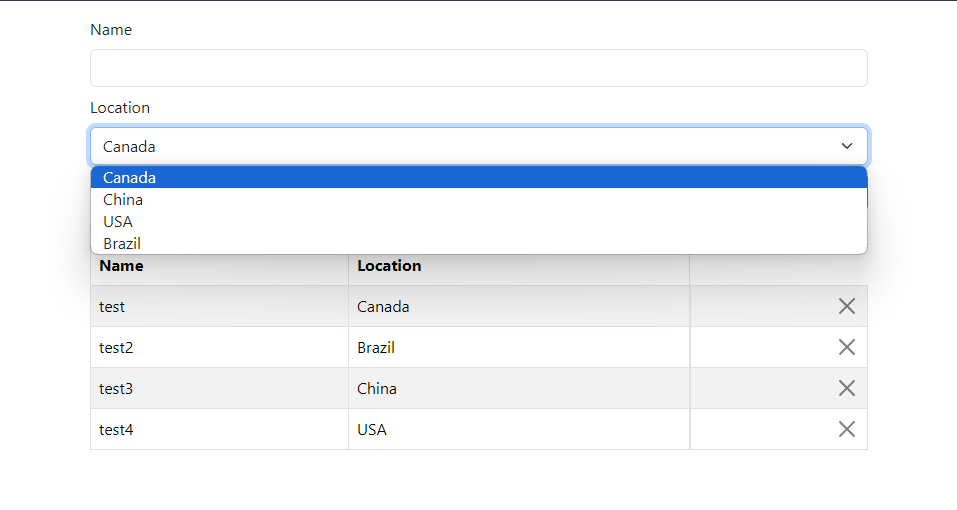 Name
Location
Canada
Canada
China
USA
Brazil
Name Location
test Canada
test2 Brazil
test3 China
test4 USA